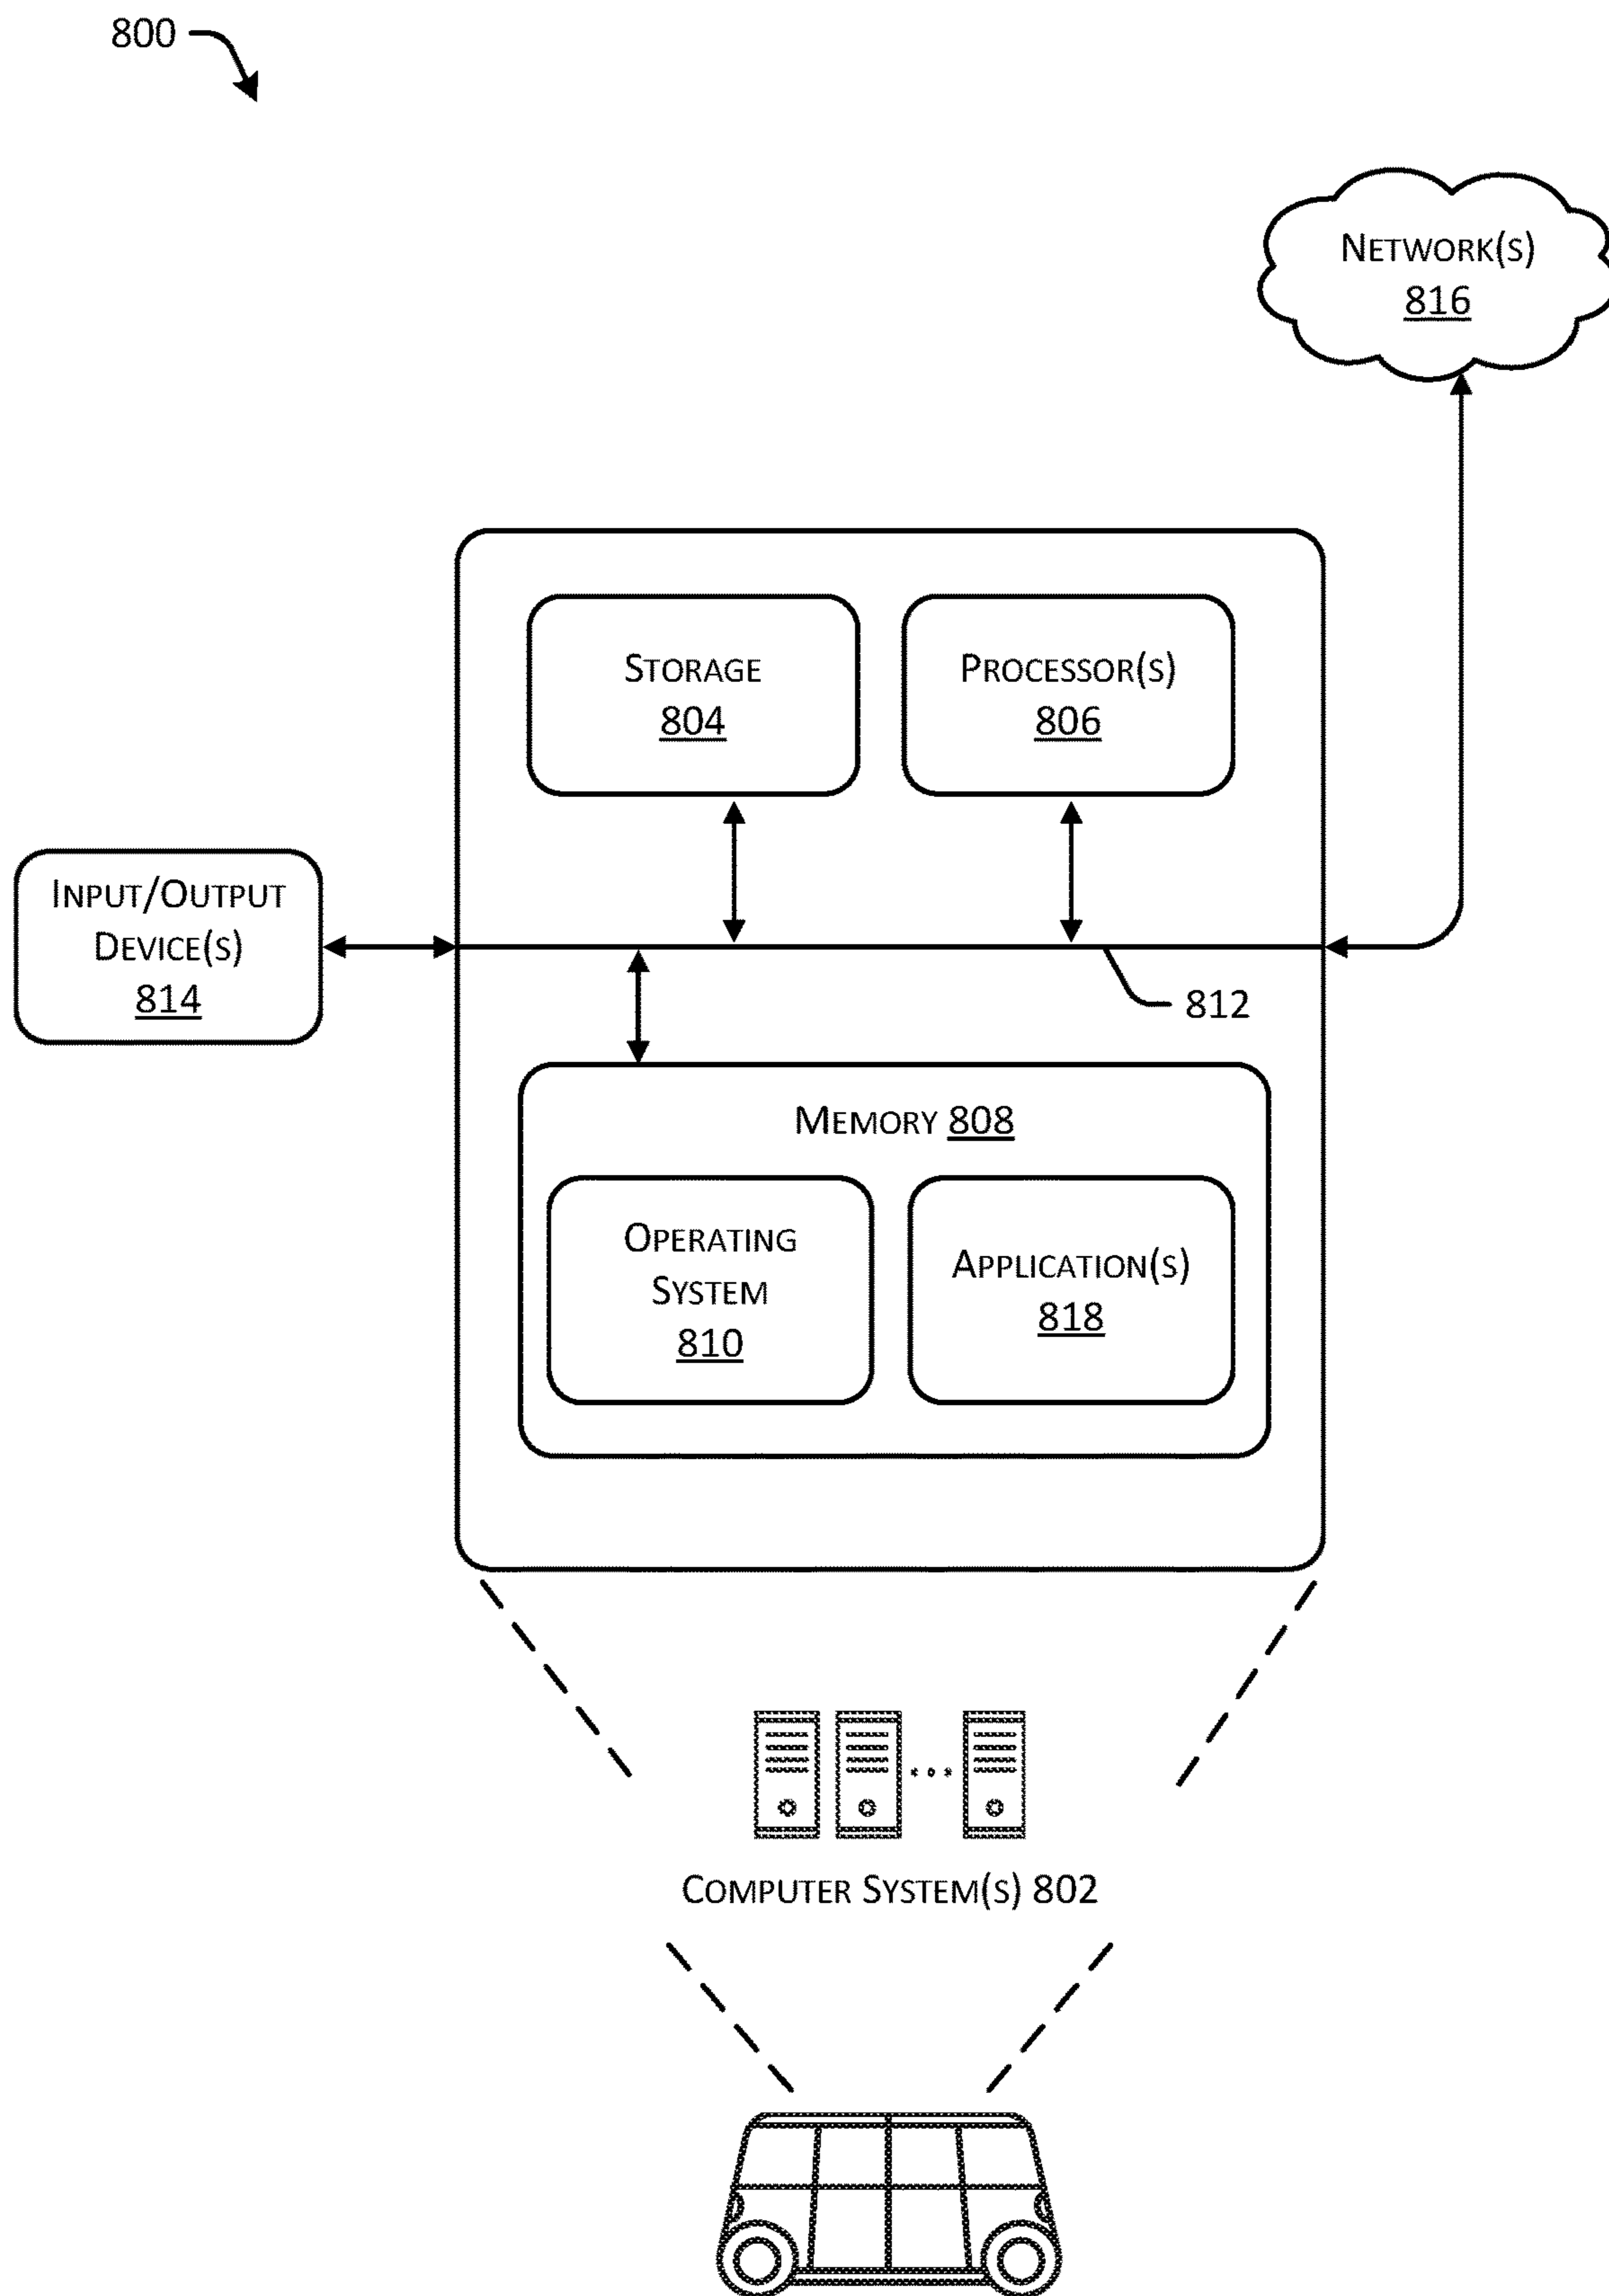 800
NETWORK(S)
816
STORAGE
804
PROCESSOR(S)
806
INPUT/OUTPUT
DEVICE(S)
814
812
MEMORY 808
OPERATING
SYSTEM
810
APPLICATION(S)
818
COMPUTER SYSTEM(S) 802